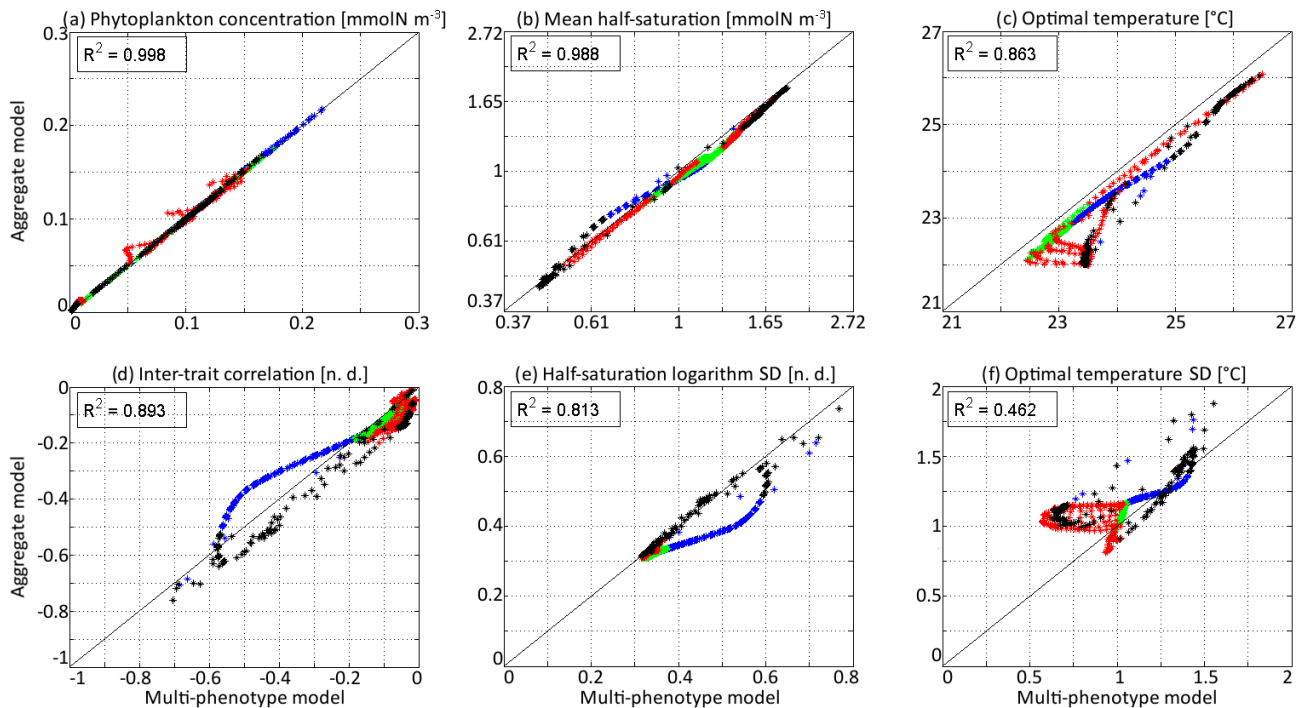 (a) Phytoplankton concentration [mmolN m⁻³]
R² = 0.998
Aggregate model
0.3
0.2
0.1
0
0 0.1 0.2 0.3
(b) Mean half-saturation [mmolN m⁻³]
R² = 0.988
2.72
1.65
1
0.61
0.37
0.37 0.61 1 1.65 2.72
(c) Optimal temperature [°C]
R² = 0.863
27
25
23
21
21 23 25 27
(d) Inter-trait correlation [n. d.]
R² = 0.893
Aggregate model
0
-0.2
-0.4
-0.6
-0.8
-1
-1 -0.8 -0.6 -0.4 -0.2 0
Multi-phenotype model
(e) Half-saturation logarithm SD [n. d.]
R² = 0.813
0.8
0.6
0.4
0.2
0
0 0.2 0.4 0.6 0.8
Multi-phenotype model
(f) Optimal temperature SD [°C]
R² = 0.462
2
1.5
1
0.5
0
0 0.5 1 1.5 2
Multi-phenotype model